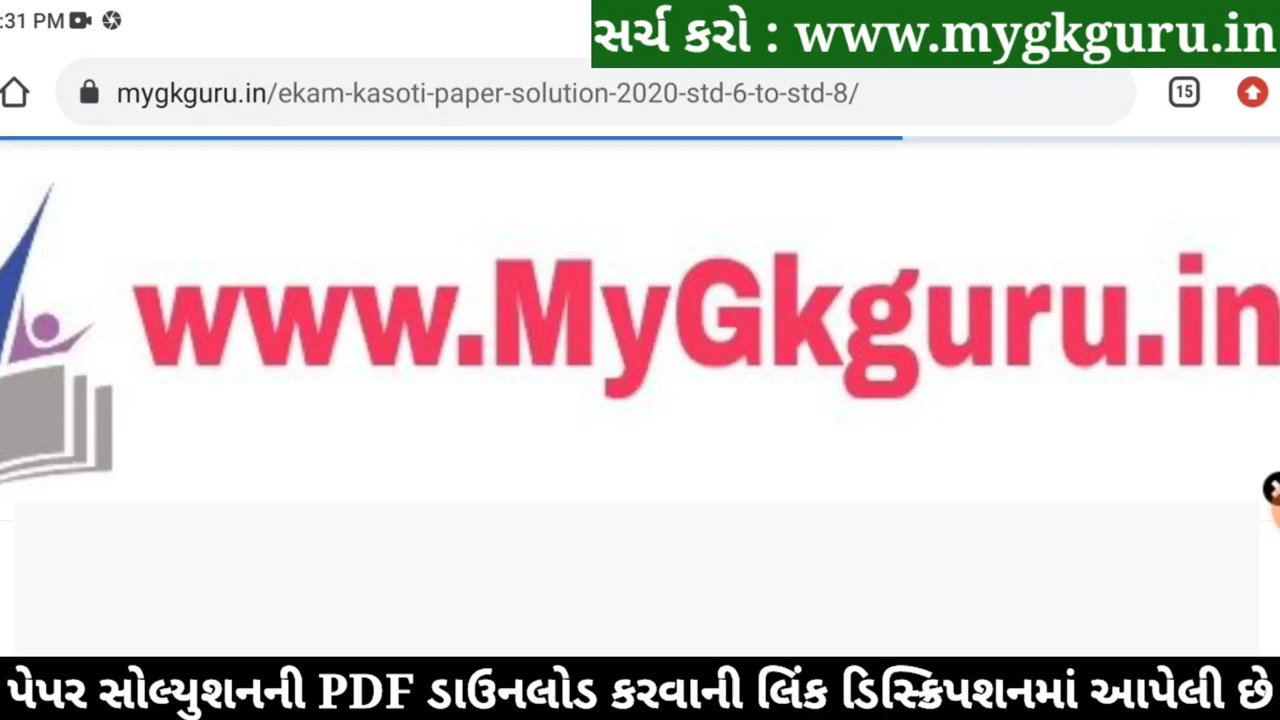 :31 PM
સર્ચ કરો : www.mygkguru.in
mygkguru.in/ekam-kasoti-paper-solution-2020-std-6-to-std-8/
15
www.MyGkguru.in
પેપર સોલ્યુશનની PDF ડાઉનલોડ કરવાની લિંક ડિસ્ક્રિપશનમાં આપેલી છે